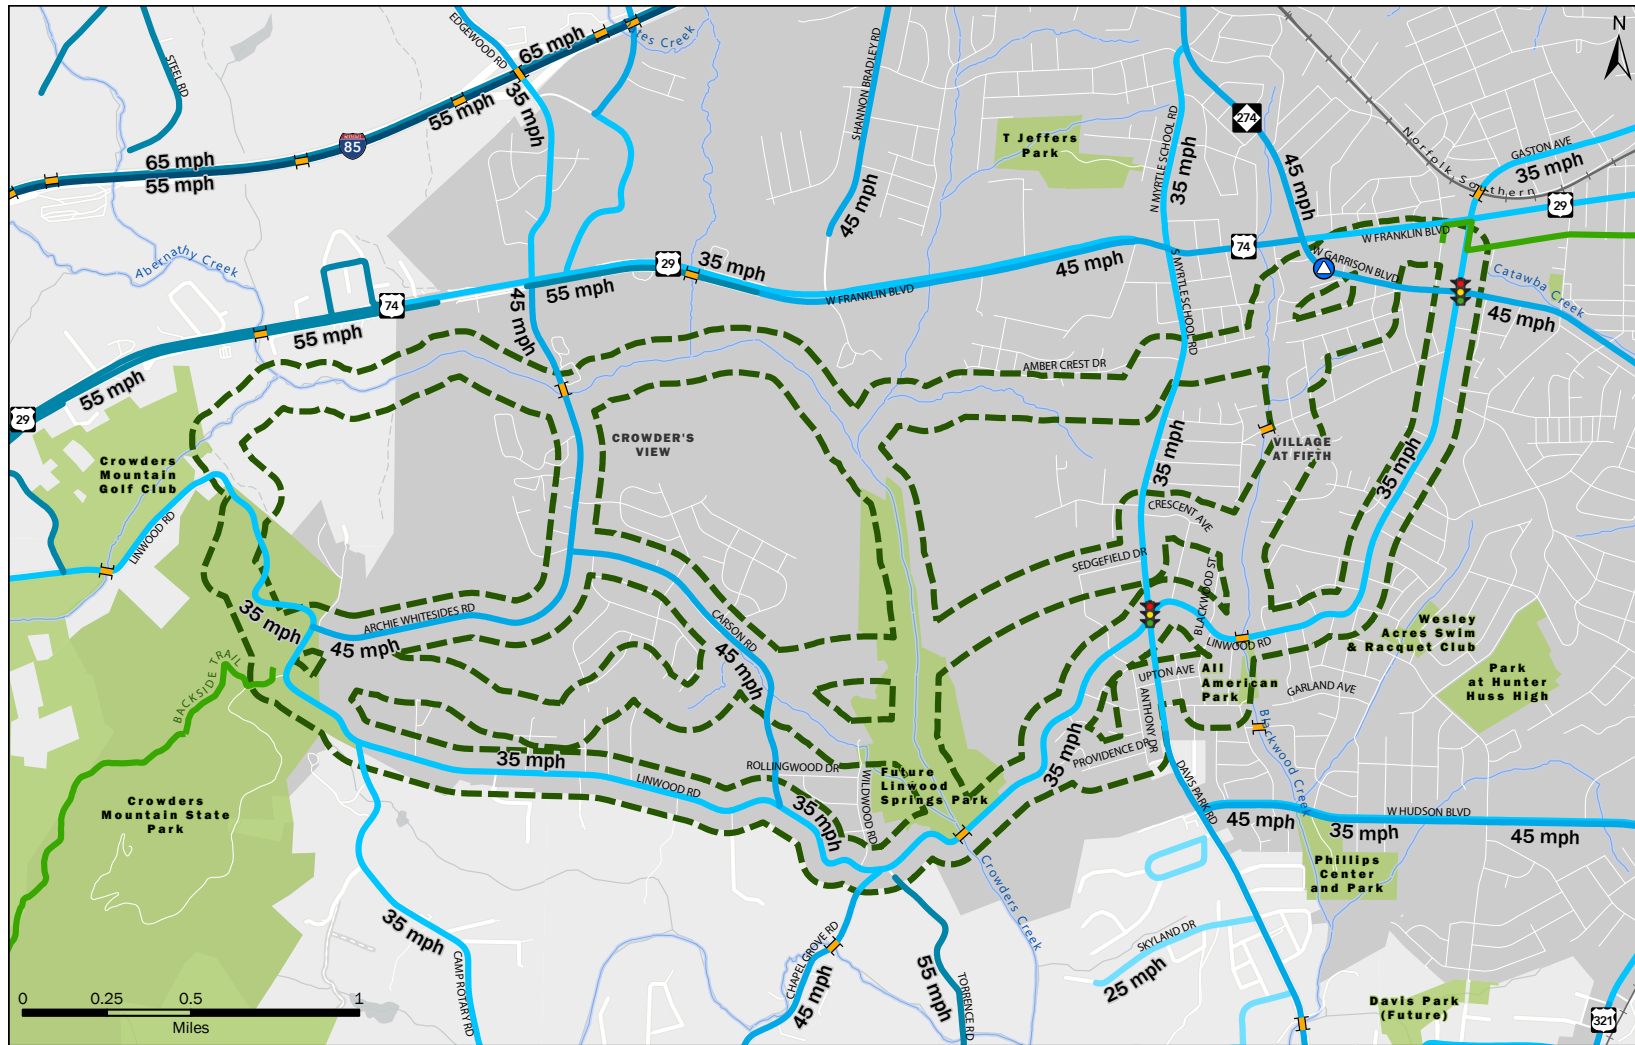 EDGEWOOD RD
65 mph
ates Creek
N
STEEL RD
35 mph
55 mph
SHANNON BRADLEY RD
274
Norfolk Southern
GASTON AVE
35 mph
85
T Jeffers
Park
N MYRTLE SCHOOL RD
35 mph
45 mph
65 mph
55 mph
29
45 mph
W FRANKLIN BLVD
74
W GARRISON BLVD
Abernathy Creek
29
35 mph
45 mph
S MYRTLE SCHOOL RD
Catawba Creek
55 mph
74
W FRANKLIN BLVD
45 mph
45 mph
55 mph
AMBER CREST DR
55 mph
29
CROWDER'S
VIEW
VILLAGE
AT FIFTH
35 mph
35 mph
Crowders
Mountain
Golf Club
LINWOOD RD
CRESCENT AVE
SEDGEFIELD DR
BLACKWOOD ST
35 mph
ARCHIE WHITESIDES RD
45 mph
CARSON RD
45 mph
LINWOOD RD
Wesley
Acres Swim
& Racquet Club
BACKSIDE TRAIL
UPTON AVE
All
American
Park
GARLAND AVE
Park
at Hunter
Huss High
ANTHONY DR
Blackwood Creek
35 mph
PROVIDENCE DR
35 mph
ROLLINGWOOD DR
LINWOOD RD
WILDWOOD RD
Future
Linwood
Springs Park
DAVIS PARK RD
Crowders
Mountain State
Park
35 mph
45 mph
35 mph
W HUDSON BLVD
45 mph
Phillips
Center
and Park
Crowders Creek
35 mph
CAMP ROTARY RD
CHAPEL GROVE RD
45 mph
55 mph
TORRENCE RD
SKYLAND DR
25 mph
Davis Park
(Future)
321
0 0.25 0.5 1
Miles